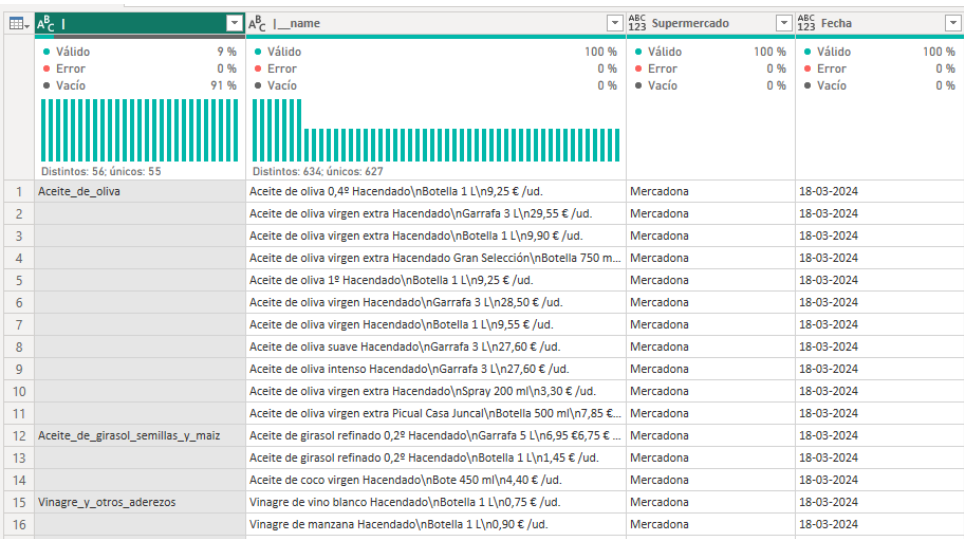 I I__name Supermercado Fecha
Válido 9 % Válido 100 % Válido 100 % Válido 100 %
Error 0 % Error 0 % Error 0 % Error 0 %
Vacío 91 % Vacío 0 % Vacío 0 % Vacío 0 %
Distintos: 56; únicos: 55 Distintos: 634; únicos: 627
1 Aceite_de_oliva Aceite de oliva 0,4º Hacendado\nBotella 1 L\n9,25 € /ud. Mercadona 18-03-2024
2 Aceite de oliva virgen extra Hacendado\nGarrafa 3 L\n29,55 € /ud. Mercadona 18-03-2024
3 Aceite de oliva virgen extra Hacendado\nBotella 1 L\n9,90 € /ud. Mercadona 18-03-2024
4 Aceite de oliva virgen extra Hacendado Gran Selección\nBotella 750 m... Mercadona 18-03-2024
5 Aceite de oliva 1º Hacendado\nBotella 1 L\n9,25 € /ud. Mercadona 18-03-2024
6 Aceite de oliva virgen Hacendado\nGarrafa 3 L\n28,50 € /ud. Mercadona 18-03-2024
7 Aceite de oliva virgen Hacendado\nBotella 1 L\n9,55 € /ud. Mercadona 18-03-2024
8 Aceite de oliva suave Hacendado\nGarrafa 3 L\n27,60 € /ud. Mercadona 18-03-2024
9 Aceite de oliva intenso Hacendado\nGarrafa 3 L\n27,60 € /ud. Mercadona 18-03-2024
10 Aceite de oliva virgen extra Hacendado\nSpray 200 ml\n3,30 € /ud. Mercadona 18-03-2024
11 Aceite de oliva virgen extra Picual Casa Juncal\nBotella 500 ml\n7,85 €... Mercadona 18-03-2024
12 Aceite_de_girasol_semillas_y_maiz Aceite de girasol refinado 0,2º Hacendado\nGarrafa 5 L\n6,95 €6,75 € ... Mercadona 18-03-2024
13 Aceite de girasol refinado 0,2º Hacendado\nBotella 1 L\n1,45 € /ud. Mercadona 18-03-2024
14 Aceite de coco virgen Hacendado\nBote 450 ml\n4,40 € /ud. Mercadona 18-03-2024
15 Vinagre_y_otros_aderezos Vinagre de vino blanco Hacendado\nBotella 1 L\n0,75 € /ud. Mercadona 18-03-2024
16 Vinagre de manzana Hacendado\nBotella 1 L\n0,90 € /ud. Mercadona 18-03-2024